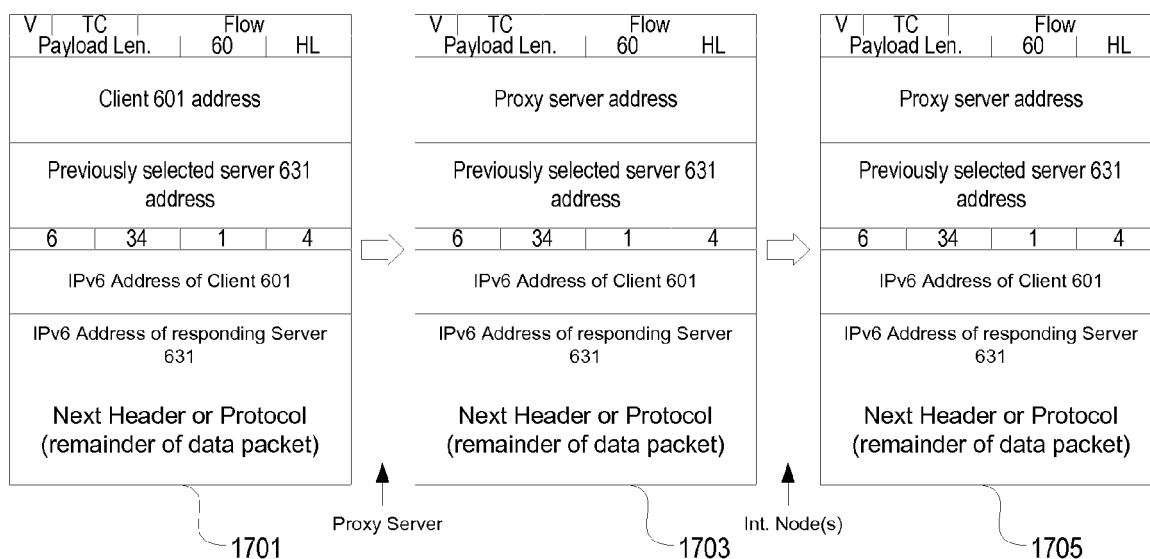 V TC Flow
Payload Len. 60 HL
Client 601 address
Previously selected server 631
address
6 34 1 4
IPv6 Address of Client 601
IPv6 Address of responding Server
631
Next Header or Protocol
(remainder of data packet)
1701
Proxy Server
V TC Flow
Payload Len. 60 HL
Proxy server address
Previously selected server 631
address
6 34 1 4
IPv6 Address of Client 601
IPv6 Address of responding Server
631
Next Header or Protocol
(remainder of data packet)
1703
Int. Node(s)
V TC Flow
Payload Len. 60 HL
Proxy server address
Previously selected server 631
address
6 34 1 4
IPv6 Address of Client 601
IPv6 Address of responding Server
631
Next Header or Protocol
(remainder of data packet)
1705